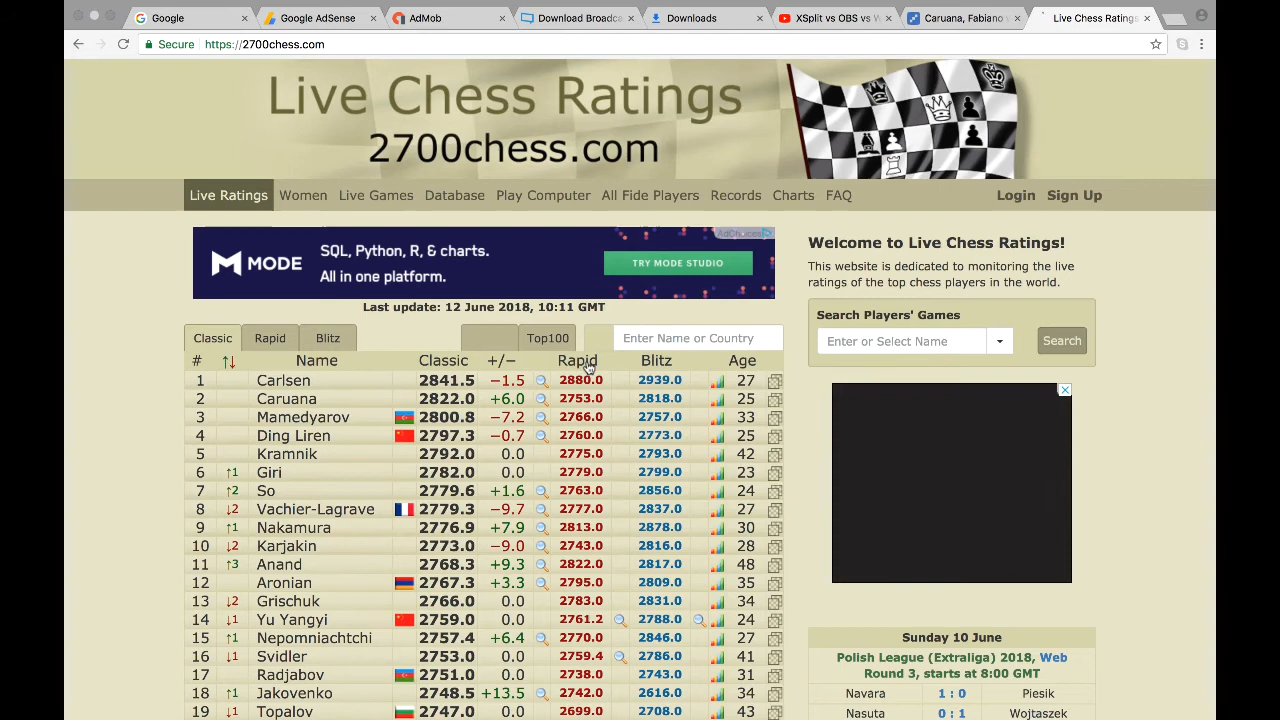 Google
Google AdSense
AdMob
Download Broadca
Downloads
XSplit vs OBS vs W
Caruana, Fabiano v
Live Chess Ratings
Secure
https://2700chess.com
Live Chess Ratings
2700chess.com
Live Ratings Women Live Games Database Play Computer All Fide Players Records Charts FAQ Login Sign Up
MODE
SQL, Python, R, & charts.
All in one platform.
TRY MODE STUDIO
AdChoices
Last update: 12 June 2018, 10:11 GMT
Classic Rapid Blitz Top100 Enter Name or Country
# ↑↓ Name Classic +/− Rapid Blitz Age
1 Carlsen 2841.5 −1.5 2880.0 2939.0 27
2 Caruana 2822.0 +6.0 2753.0 2818.0 25
3 Mamedyarov 2800.8 −7.2 2766.0 2757.0 33
4 Ding Liren 2797.3 −0.7 2760.0 2773.0 25
5 Kramnik 2792.0 0.0 2775.0 2793.0 42
6 ↑1 Giri 2782.0 0.0 2779.0 2799.0 23
7 ↑2 So 2779.6 +1.6 2763.0 2856.0 24
8 ↓2 Vachier-Lagrave 2779.3 −9.7 2777.0 2837.0 27
9 ↑1 Nakamura 2776.9 +7.9 2813.0 2878.0 30
10 ↓2 Karjakin 2773.0 −9.0 2743.0 2816.0 28
11 ↑3 Anand 2768.3 +9.3 2822.0 2817.0 48
12 Aronian 2767.3 +3.3 2795.0 2809.0 35
13 ↓2 Grischuk 2766.0 0.0 2783.0 2831.0 34
14 ↓1 Yu Yangyi 2759.0 0.0 2761.2 2788.0 24
15 ↑1 Nepomniachtchi 2757.4 +6.4 2770.0 2846.0 27
16 ↓1 Svidler 2753.0 0.0 2759.4 2786.0 41
17 Radjabov 2751.0 0.0 2738.0 2743.0 31
18 ↑1 Jakovenko 2748.5 +13.5 2742.0 2616.0 34
19 ↓1 Topalov 2747.0 0.0 2699.0 2708.0 43
Welcome to Live Chess Ratings!
This website is dedicated to monitoring the live
ratings of the top chess players in the world.
Search Players' Games
Enter or Select Name
Search
Sunday 10 June
Polish League (Extraliga) 2018, Web
Round 3, starts at 8:00 GMT
Navara 1 : 0 Piesik
Nasuta 0 : 1 Wojtaszek